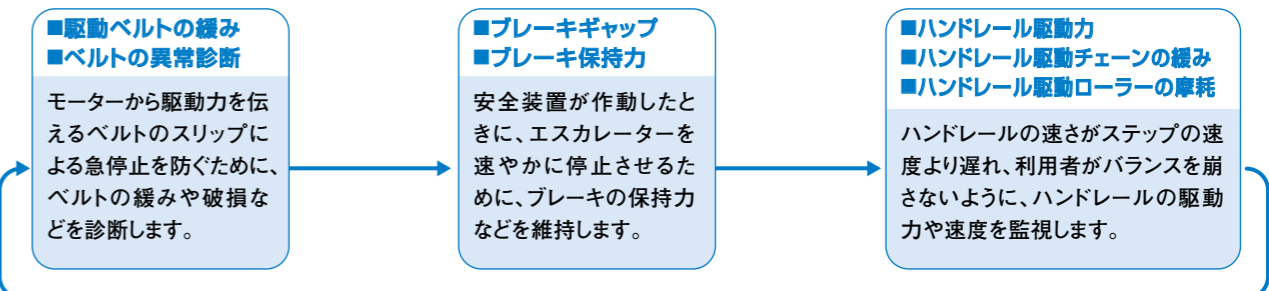 ■駆動ベルトの緩み
■ベルトの異常診断
モーターから駆動力を伝
えるベルトのスリップに
よる急停止を防ぐために、
ベルトの緩みや破損な
どを診断します。
■ブレーキギャップ
■ブレーキ保持力
安全装置が作動したと
きに、エスカレーターを
速やかに停止させるた
めに、ブレーキの保持力
などを維持します。
■ハンドレール駆動力
■ハンドレール駆動チェーンの緩み
■ハンドレール駆動ローラーの摩耗
ハンドレールの速さがステップの速
度より遅れ、利用者がバランスを崩
さないように、ハンドレールの駆動
力や速度を監視します。